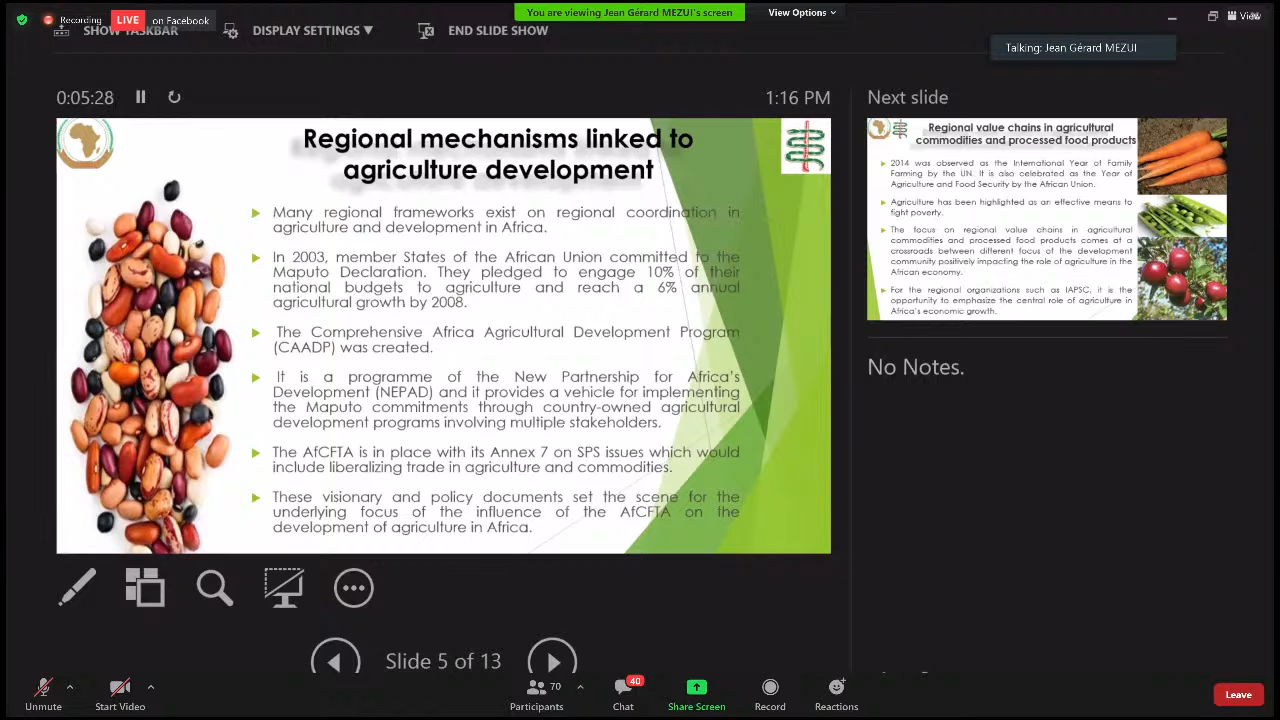 Recording
LIVE
on Facebook
You are viewing Jean Gérard MEZUI's screen
View Options
View
SHOW TASKBAR
DISPLAY SETTINGS
END SLIDE SHOW
Talking: Jean Gérard MEZUI
0:05:28
1:16 PM
Regional mechanisms linked to
agriculture development
Many regional frameworks exist on regional coordination in
agriculture and development in Africa.
In 2003, member States of the African Union committed to the
Maputo Declaration. They pledged to engage 10% of their
national budgets to agriculture and reach a 6% annual
agricultural growth by 2008.
The Comprehensive Africa Agricultural Development Program
(CAADP) was created.
It is a programme of the New Partnership for Africa's
Development (NEPAD) and it provides a vehicle for implementing
the Maputo commitments through country-owned agricultural
development programs involving multiple stakeholders.
The AfCFTA is in place with its Annex 7 on SPS issues which would
include liberalizing trade in agriculture and commodities.
These visionary and policy documents set the scene for the
underlying focus of the influence of the AfCFTA on the
development of agriculture in Africa.
Next slide
Regional value chains in agricultural
commodities and processed food products
2014 was observed as the International Year of Family
Farming by the UN. It is also celebrated as the Year of
Agriculture and Food Security by the African Union.
Agriculture has been highlighted as an effective means to
fight poverty.
The focus on regional value chains in agricultural
commodities and processed food products comes at a
crossroads between different focus of the development
community positively impacting the role of agriculture in the
African economy.
For the regional organizations such as IAPSC, it is the
opportunity to emphasize the central role of agriculture in
Africa's economic growth.
No Notes.
Slide 5 of 13
Unmute
Start Video
70
Participants
40
Chat
Share Screen
Record
Reactions
Leave